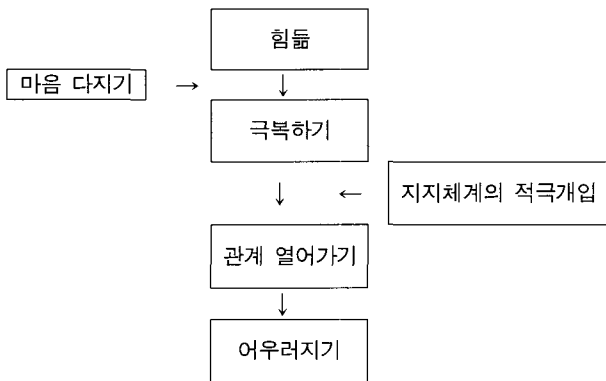 힘듦
↓
마음 다지기 →
극복하기
↓ ← 지지체계의 적극개입
관계 열어가기
↓
어우러지기